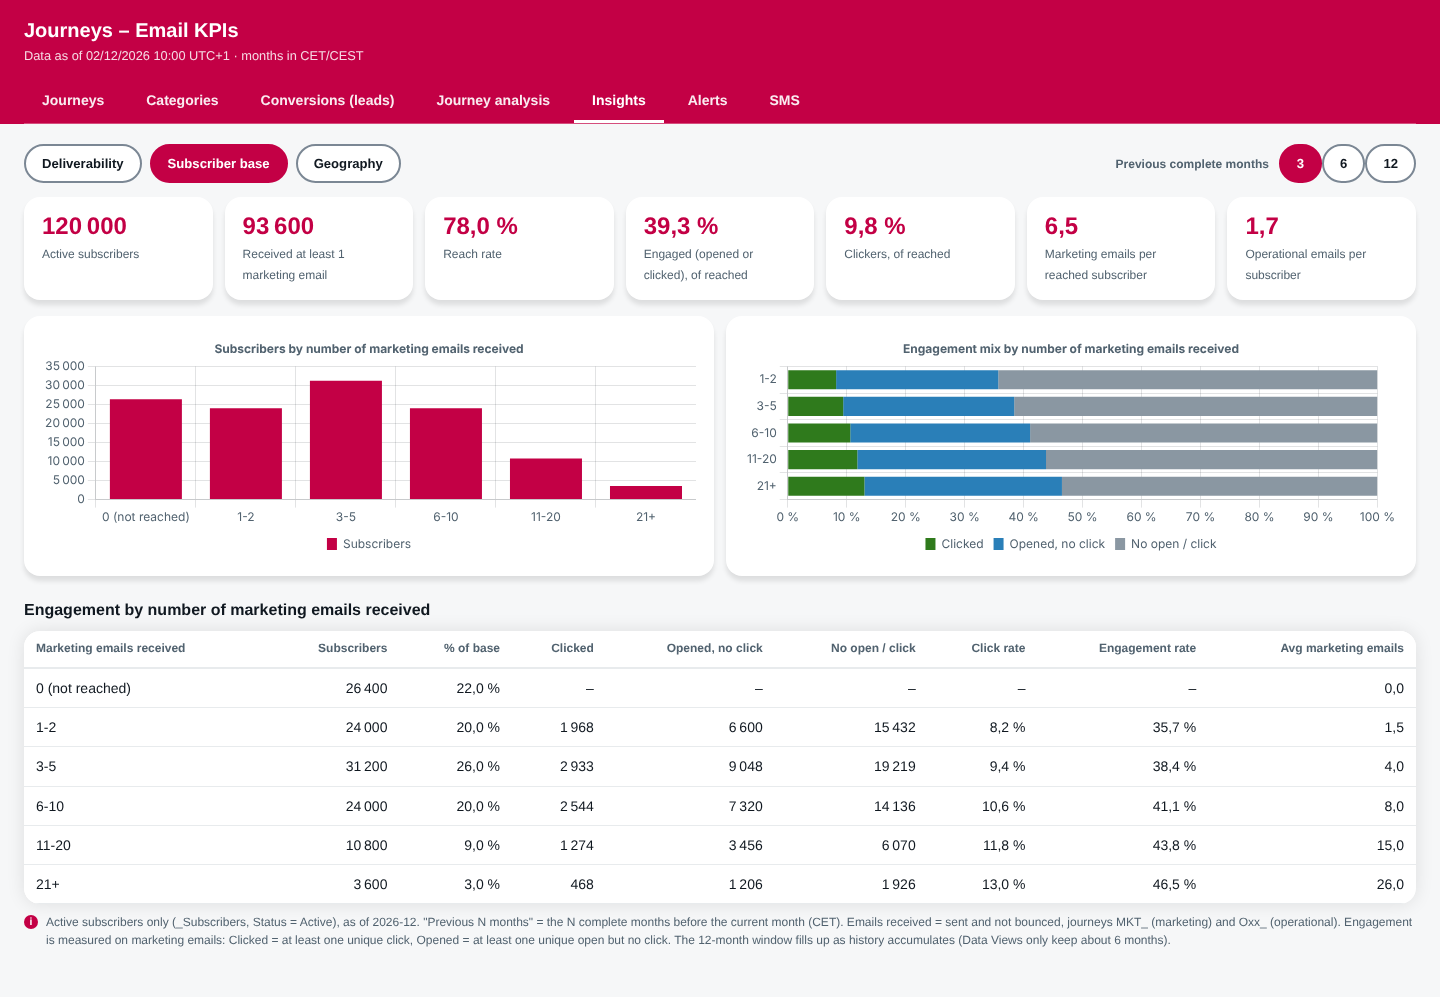 Journeys – Email KPIs
Data as of 02/12/2026 10:00 UTC+1 · months in CET/CEST
Journeys Categories Conversions (leads) Journey analysis Insights Alerts SMS
Deliverability Subscriber base Geography Previous complete months 3 6 12
120 000 93 600 78,0 % 39,3 % 9,8 % 6,5 1,7
Active subscribers Received at least 1 Reach rate Engaged (opened or Clickers, of reached Marketing emails per Operational emails per
marketing email clicked), of reached reached subscriber subscriber
Subscribers by number of marketing emails received
35 000
30 000
25 000
20 000
15 000
10 000
5 000
0
0 (not reached) 1-2 3-5 6-10 11-20 21+
Subscribers
Engagement mix by number of marketing emails received
1-2
3-5
6-10
11-20
21+
0 % 10 % 20 % 30 % 40 % 50 % 60 % 70 % 80 % 90 % 100 %
Clicked Opened, no click No open / click
Engagement by number of marketing emails received
Marketing emails received Subscribers % of base Clicked Opened, no click No open / click Click rate Engagement rate Avg marketing emails
0 (not reached) 26 400 22,0 % – – – – – 0,0
1-2 24 000 20,0 % 1 968 6 600 15 432 8,2 % 35,7 % 1,5
3-5 31 200 26,0 % 2 933 9 048 19 219 9,4 % 38,4 % 4,0
6-10 24 000 20,0 % 2 544 7 320 14 136 10,6 % 41,1 % 8,0
11-20 10 800 9,0 % 1 274 3 456 6 070 11,8 % 43,8 % 15,0
21+ 3 600 3,0 % 468 1 206 1 926 13,0 % 46,5 % 26,0
i Active subscribers only (_Subscribers, Status = Active), as of 2026-12. "Previous N months" = the N complete months before the current month (CET). Emails received = sent and not bounced, journeys MKT_ (marketing) and Oxx_ (operational). Engagement
is measured on marketing emails: Clicked = at least one unique click, Opened = at least one unique open but no click. The 12-month window fills up as history accumulates (Data Views only keep about 6 months).